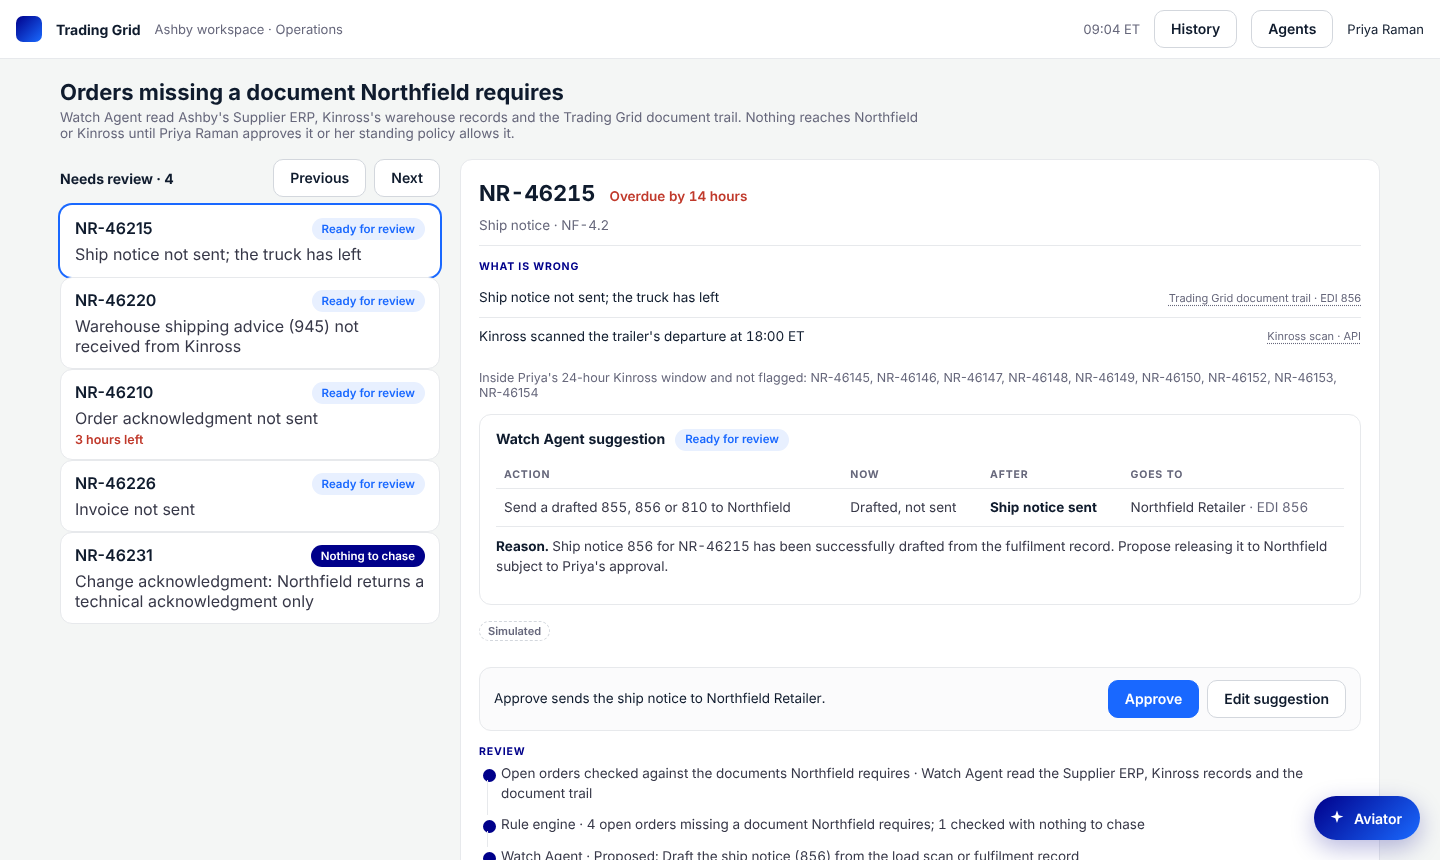 Trading Grid
Ashby workspace · Operations
09:04 ET
History
Agents
Priya Raman
Orders missing a document Northfield requires
Watch Agent read Ashby's Supplier ERP, Kinross's warehouse records and the Trading Grid document trail. Nothing reaches Northfield
or Kinross until Priya Raman approves it or her standing policy allows it.
Needs review · 4
Previous
Next
NR-46215
Ready for review
Ship notice not sent; the truck has left
NR-46220
Ready for review
Warehouse shipping advice (945) not
received from Kinross
NR-46210
Ready for review
Order acknowledgment not sent
3 hours left
NR-46226
Ready for review
Invoice not sent
NR-46231
Nothing to chase
Change acknowledgment: Northfield returns a
technical acknowledgment only
NR-46215
Overdue by 14 hours
Ship notice · NF-4.2
WHAT IS WRONG
Ship notice not sent; the truck has left
Trading Grid document trail · EDI 856
Kinross scanned the trailer's departure at 18:00 ET
Kinross scan · API
Inside Priya's 24-hour Kinross window and not flagged: NR-46145, NR-46146, NR-46147, NR-46148, NR-46149, NR-46150, NR-46152, NR-46153,
NR-46154
Watch Agent suggestion
Ready for review
ACTION
NOW
AFTER
GOES TO
Send a drafted 855, 856 or 810 to Northfield
Drafted, not sent
Ship notice sent
Northfield Retailer · EDI 856
Reason. Ship notice 856 for NR-46215 has been successfully drafted from the fulfilment record. Propose releasing it to Northfield
subject to Priya's approval.
Simulated
Approve sends the ship notice to Northfield Retailer.
Approve
Edit suggestion
REVIEW
Open orders checked against the documents Northfield requires · Watch Agent read the Supplier ERP, Kinross records and the
document trail
Rule engine · 4 open orders missing a document Northfield requires; 1 checked with nothing to chase
Watch Agent · Proposed: Draft the ship notice (856) from the load scan or fulfilment record
Aviator